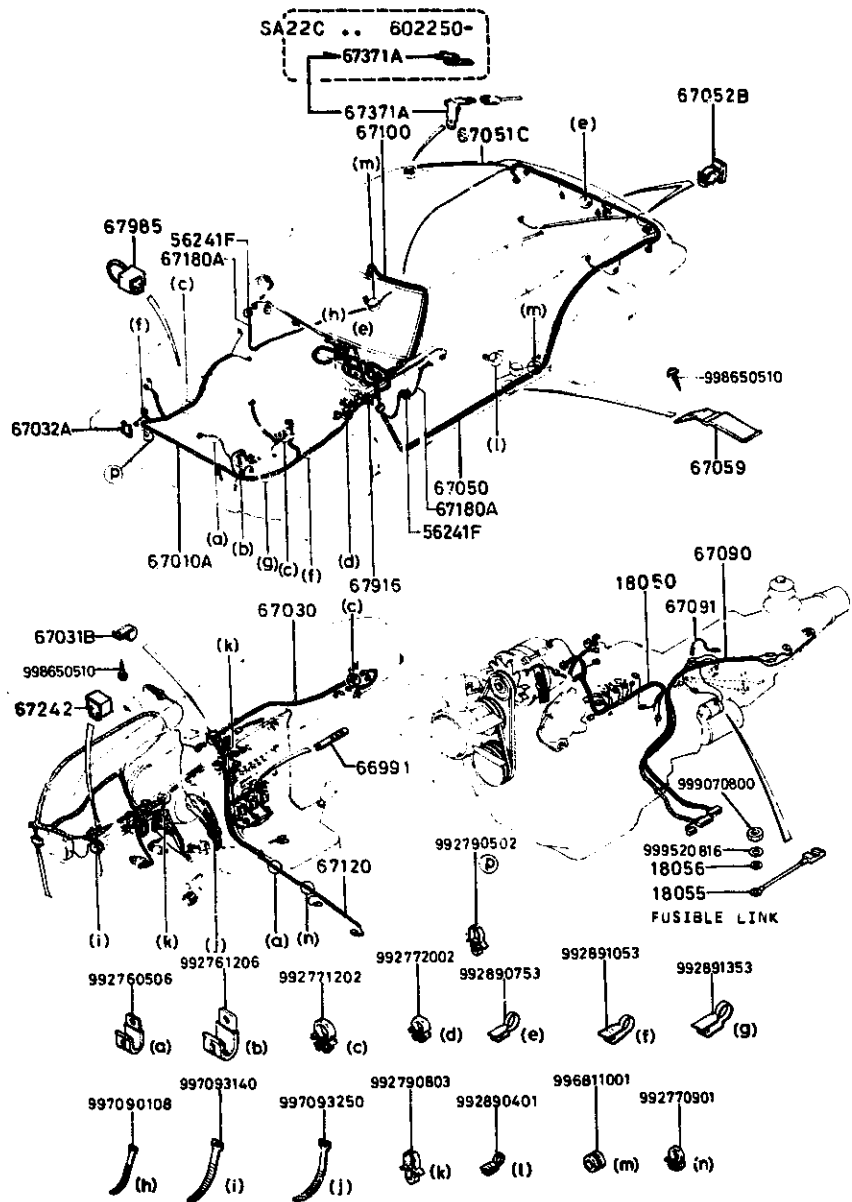 SA22C .. 602250-
67371A
67371A
67100
67051C
(e)
67052B
(m)
67985
56241F
67180A
(c)
(h)
(e)
(f)
(m)
998650510
67032A
(l)
67059
P
67050
67180A
56241F
(a)
(b)
(g)
(c)
(f)
(d)
67010A
67915
67090
18050
67091
67030
(c)
67031B
(k)
998650510
67242
66991
999070800
992790502
P
999520816
18056
18055
FUSIBLE LINK
67120
(i)
(k)
(j)
(a)
(n)
992760506
992761206
992771202
992772002
992890753
992891053
992891353
(a)
(b)
(c)
(d)
(e)
(f)
(g)
997090108
997093140
997093250
992790803
992890401
996811001
992770901
(h)
(i)
(j)
(k)
(l)
(m)
(n)